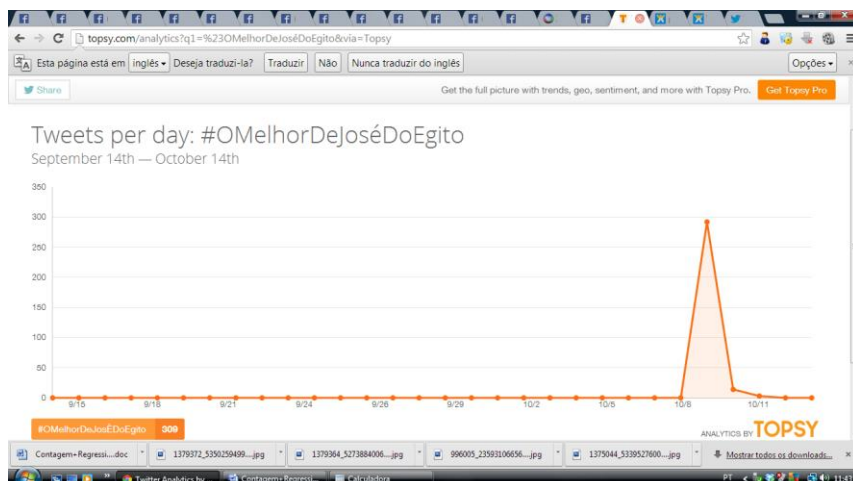 topsy.com/analytics?q1=%23OMelhorDeJoséDoEgito&via=Topsy
Esta página está em inglês Deseja traduzi-la? Traduzir Não Nunca traduzir do inglês Opções
Share
Get the full picture with trends, geo, sentiment, and more with Topsy Pro. Get Topsy Pro
Tweets per day: #OMelhorDeJoséDoEgito
September 14th — October 14th
350
300
250
200
150
100
50
0
9/15 9/18 9/21 9/24 9/26 9/29 10/2 10/5 10/8 10/11
#OMelhorDeJosÉDoEgito 309
ANALYTICS BY TOPSY
Contagem+Regressi....doc 1379372_5350259499....jpg 1379364_5273884006....jpg 996005_23593106656....jpg 1375044_5339527600....jpg Mostrar todos os downloads...
Twitter Analytics by Contagem+Regressi... Calculadora PT 11:41